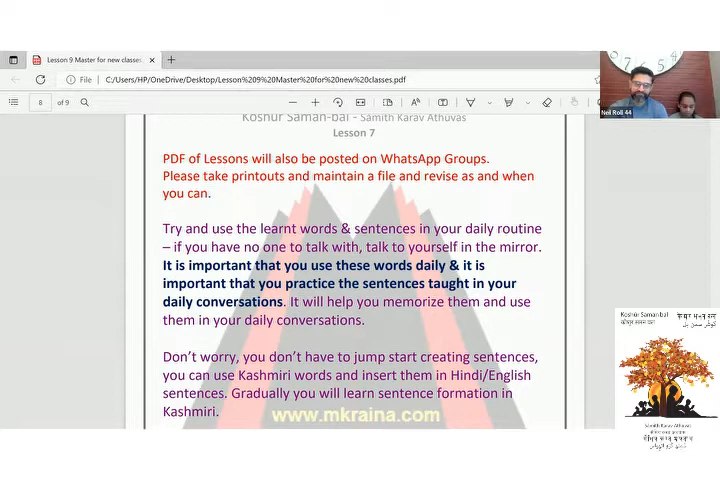 Lesson 9 Master for new classes
File
C:/Users/HP/OneDrive/Desktop/Lesson%209%20Master%20for%20new%20classes.pdf
8 of 9
Neil Roll 44
Koshur Saman-bal - Samith Karav Athuvas
Lesson 7
PDF of Lessons will also be posted on WhatsApp Groups.
Please take printouts and maintain a file and revise as and when
you can.
Try and use the learnt words & sentences in your daily routine
– if you have no one to talk with, talk to yourself in the mirror.
It is important that you use these words daily & it is
important that you practice the sentences taught in your
daily conversations. It will help you memorize them and use
them in your daily conversations.
Don't worry, you don't have to jump start creating sentences,
you can use Kashmiri words and insert them in Hindi/English
sentences. Gradually you will learn sentence formation in
Kashmiri.
www.mkraina.com
Koshur Saman bal
Samith Karav Athuvas